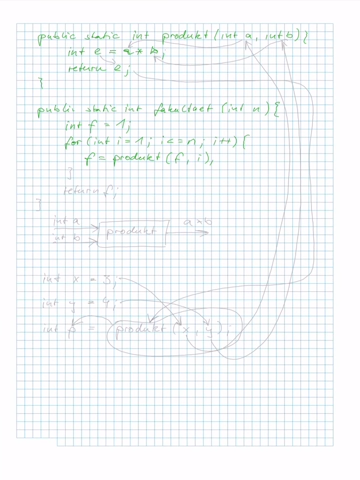 public static int produkt (int a, int b) {
int e = a * b;
return e;
}
public static int fakultaet (int n) {
int f = 1;
for (int i = 1; i <= n; i++) {
f = produkt (f, i);
}
return f;
}
int a
int b
produkt
a*b
int x = 3;
int y = 4;
int p = produkt (x, y);